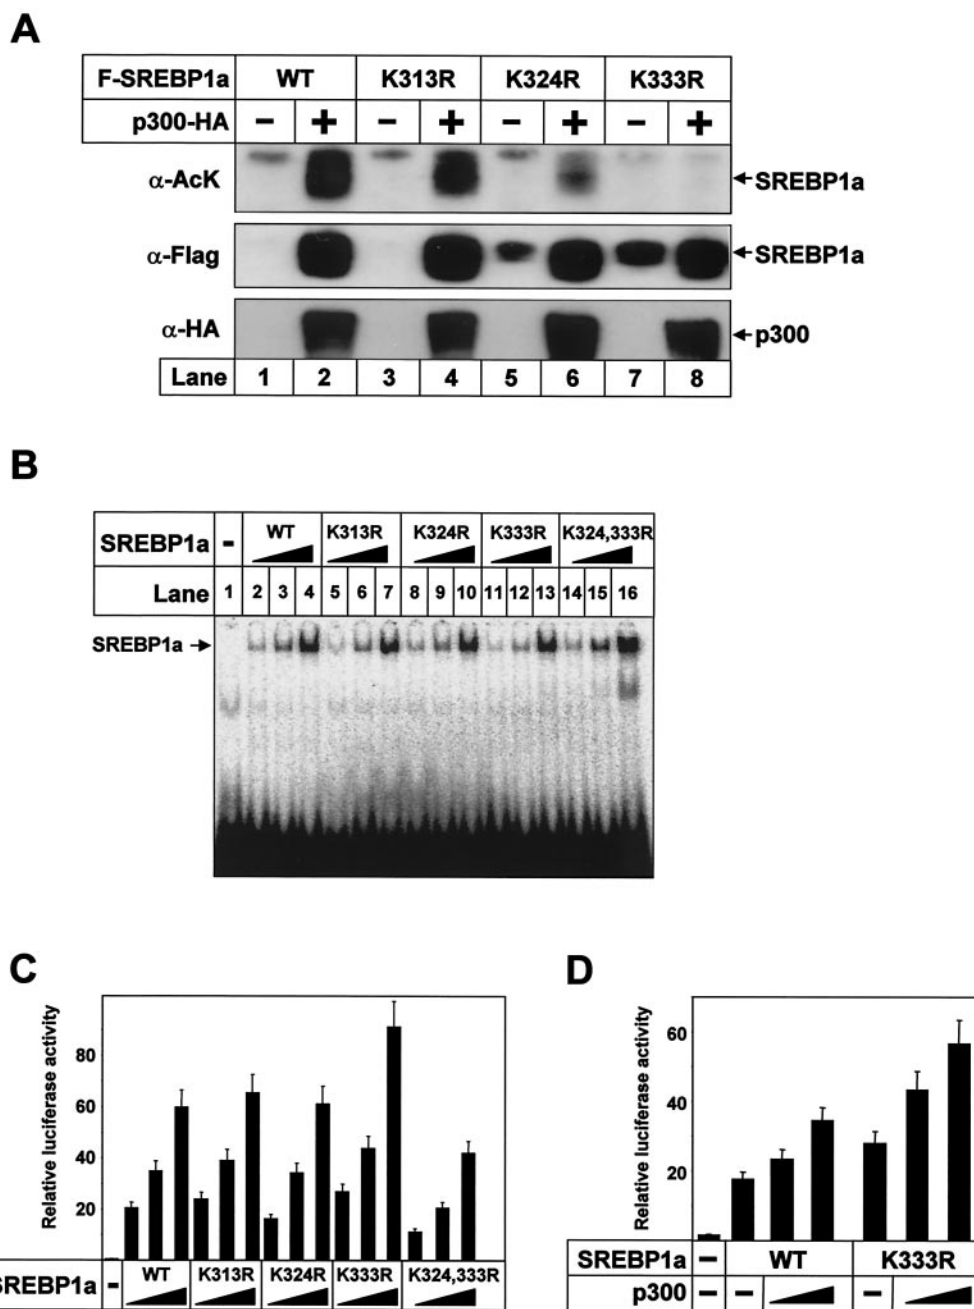 A
F-SREBP1a WT K313R K324R K333R
p300-HA - + - + - + - +
α-AcK SREBP1a
α-Flag SREBP1a
α-HA p300
Lane 1 2 3 4 5 6 7 8
B
SREBP1a - WT K313R K324R K333R K324,333R
Lane 1 2 3 4 5 6 7 8 9 10 11 12 13 14 15 16
SREBP1a
C
Relative luciferase activity
80
60
40
20
SREBP1a - WT K313R K324R K333R K324,333R
D
Relative luciferase activity
60
40
20
SREBP1a - WT K333R
p300 - - -